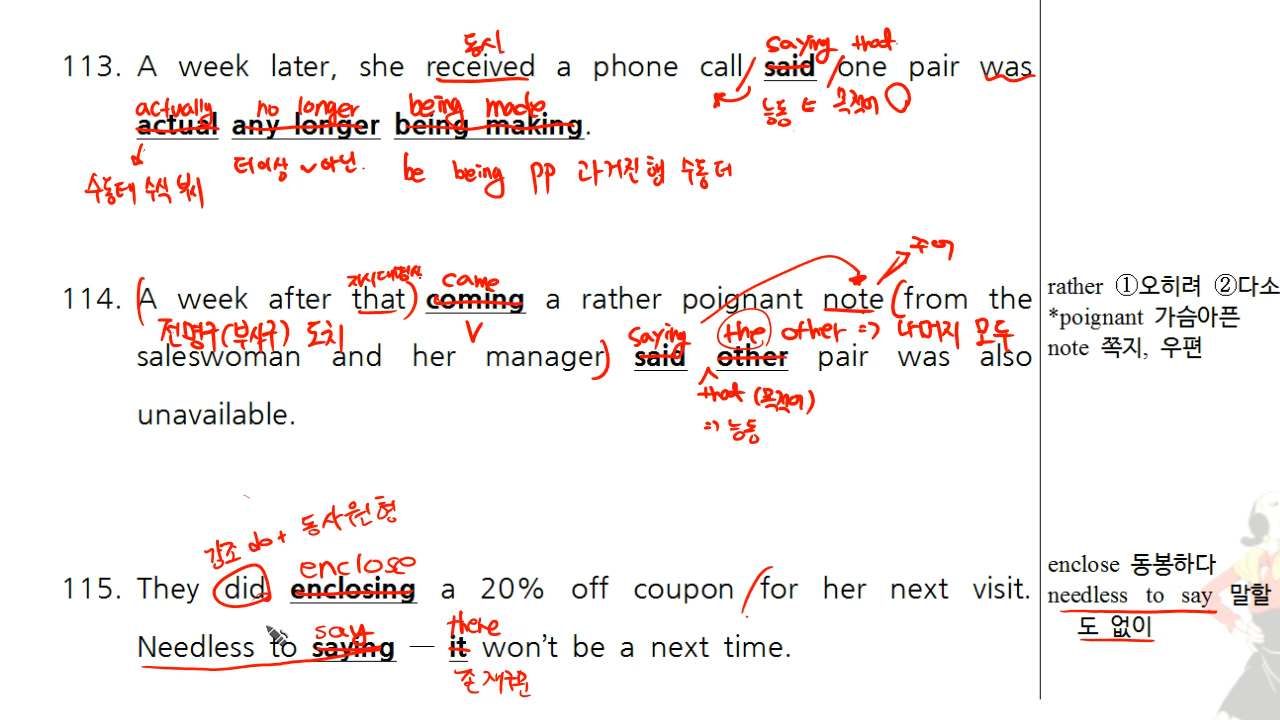 동시 saying that
113. A week later, she received a phone call said one pair was
actually no longer being made 능동 ⇐ 목적어
actual any longer being making.
수동태 수식 부사 더이상 ~ 아닌. be being pp 과거진행 수동태
주어
지시대명사 came
114. A week after that coming a rather poignant note from the
전명구(부사구) 도치 V saying the other ⇒ 나머지 모두
saleswoman and her manager said other pair was also
that (목적어)
⇒ 능동
unavailable.
rather ①오히려 ②다소
*poignant 가슴아픈
note 쪽지, 우편
강조 do + 동사원형
enclose
115. They did enclosing a 20% off coupon for her next visit.
say there
Needless to saying — it won't be a next time.
존재구문
enclose 동봉하다
needless to say 말할
도 없이